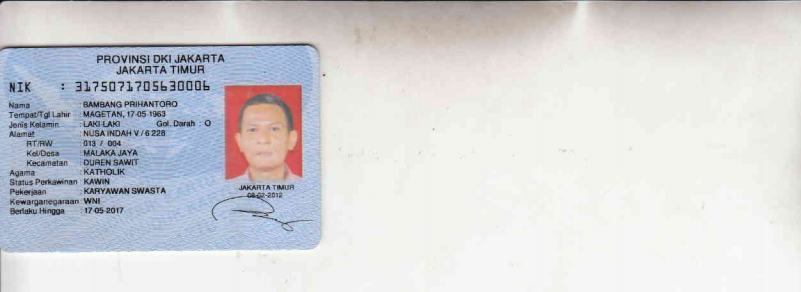 PROVINSI DKI JAKARTA
JAKARTA TIMUR
NIK : 3175071705630006
Nama : BAMBANG PRIHANTORO
Tempat/Tgl Lahir : MAGETAN, 17-05-1963
Jenis Kelamin : LAKI-LAKI Gol. Darah : O
Alamat : NUSA INDAH V / 6 228
RT/RW : 013 / 004
Kel/Desa : MALAKA JAYA
Kecamatan : DUREN SAWIT
Agama : KATHOLIK
Status Perkawinan : KAWIN
Pekerjaan : KARYAWAN SWASTA
Kewarganegaraan : WNI
Berlaku Hingga : 17-05-2017
JAKARTA TIMUR
08-02-2012